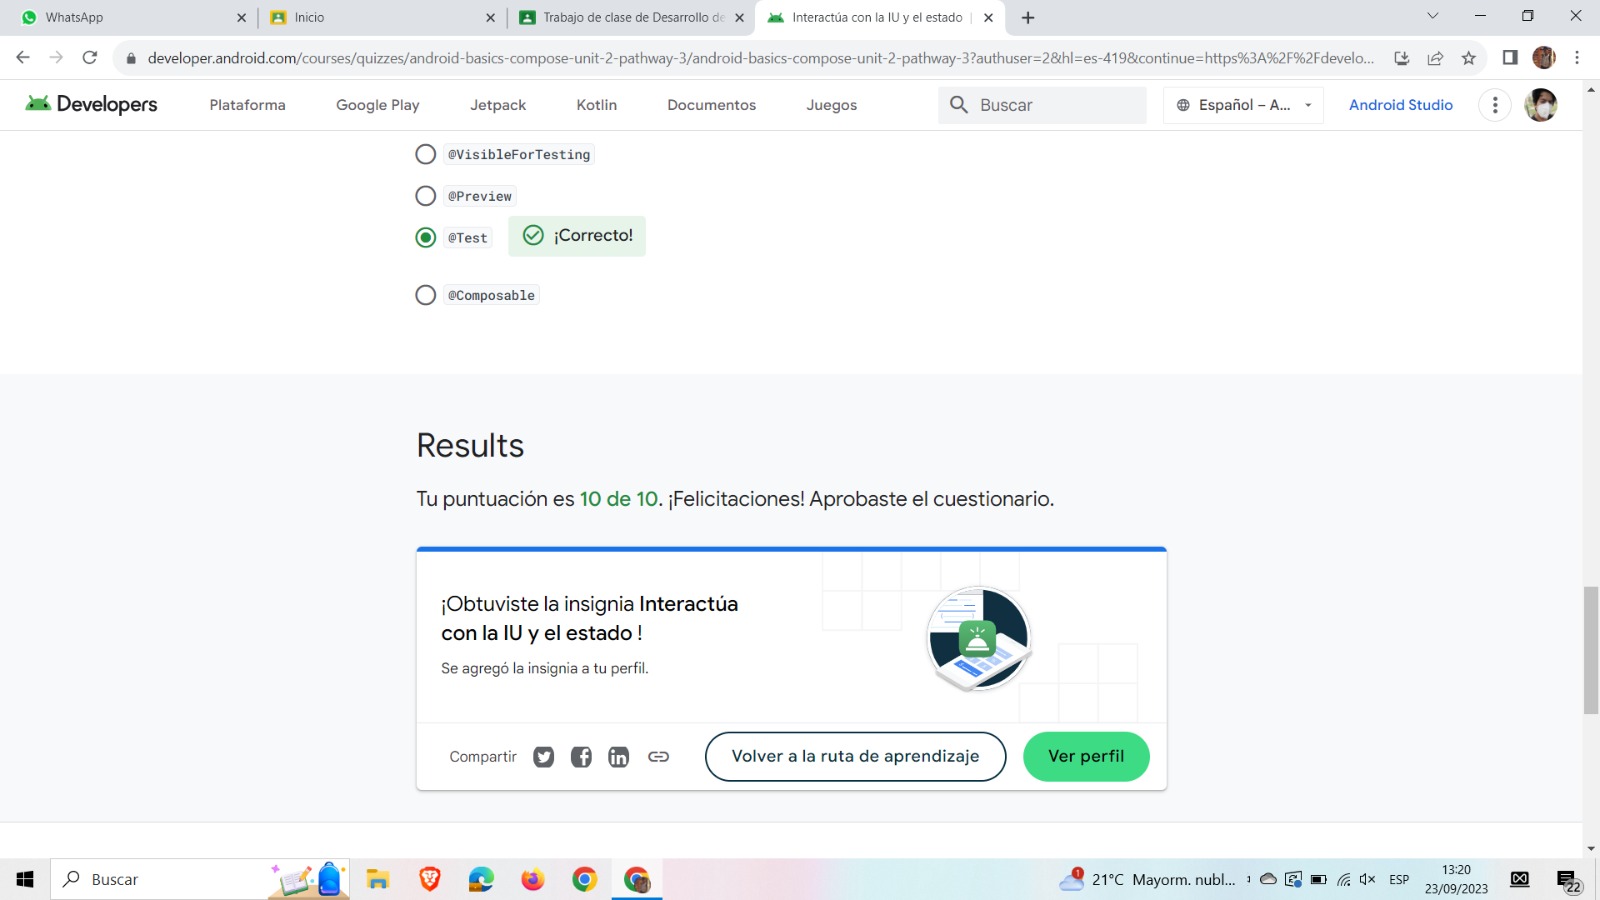 WhatsApp
Inicio
Trabajo de clase de Desarrollo de
Interactúa con la IU y el estado
developer.android.com/courses/quizzes/android-basics-compose-unit-2-pathway-3/android-basics-compose-unit-2-pathway-3?authuser=2&hl=es-419&continue=https%3A%2F%2Fdevelo...
Developers
Plataforma
Google Play
Jetpack
Kotlin
Documentos
Juegos
Buscar
Español – A...
Android Studio
@VisibleForTesting
@Preview
@Test
¡Correcto!
@Composable
Results
Tu puntuación es 10 de 10. ¡Felicitaciones! Aprobaste el cuestionario.
¡Obtuviste la insignia Interactúa
con la IU y el estado !
Se agregó la insignia a tu perfil.
Compartir
Volver a la ruta de aprendizaje
Ver perfil
Buscar
1
21°C Mayorm. nubl...
ESP
13:20
23/09/2023
22